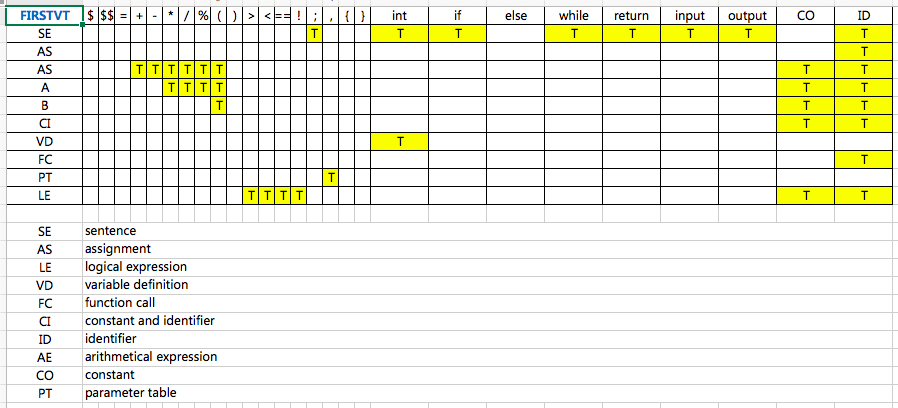 FIRSTVT $ $$ = + - * / % ( ) > < == ! ; , { } int if else while return input output CO ID
SE T T T T T T T T
AS T
AS T T T T T T T T
A T T T T T T
B T T T
CI T T
VD T
FC T
PT T
LE T T T T T T
SE sentence
AS assignment
LE logical expression
VD variable definition
FC function call
CI constant and identifier
ID identifier
AE arithmetical expression
CO constant
PT parameter table